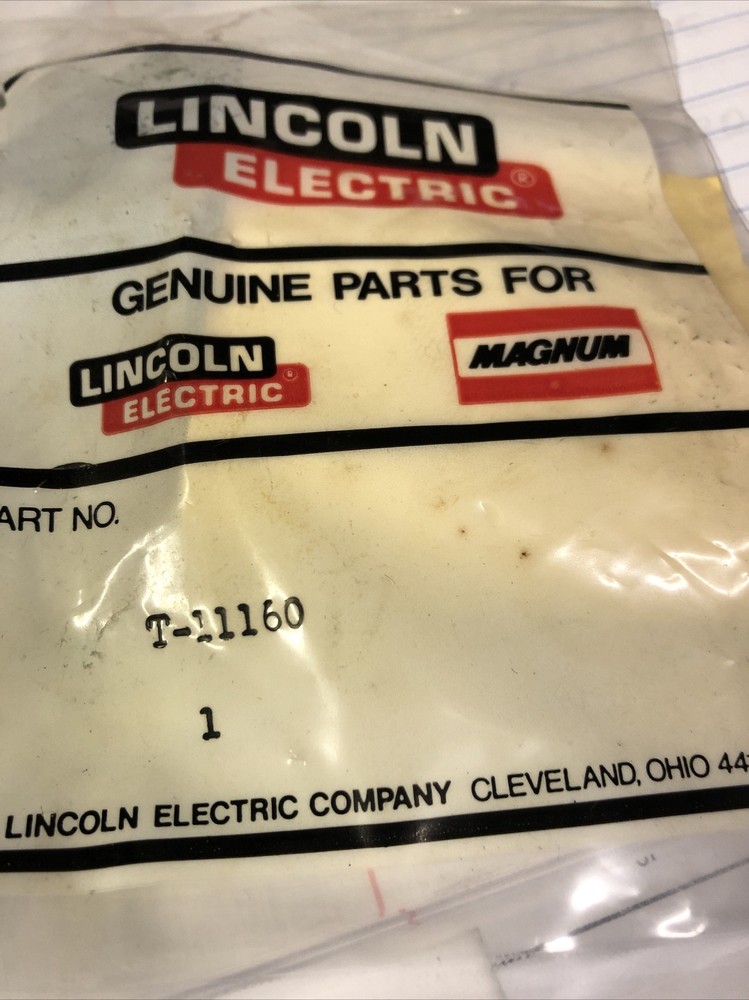 LINCOLN
ELECTRIC®
GENUINE PARTS FOR
LINCOLN
ELECTRIC®
MAGNUM
ART NO.
T-11160
1
LINCOLN ELECTRIC COMPANY CLEVELAND, OHIO 44